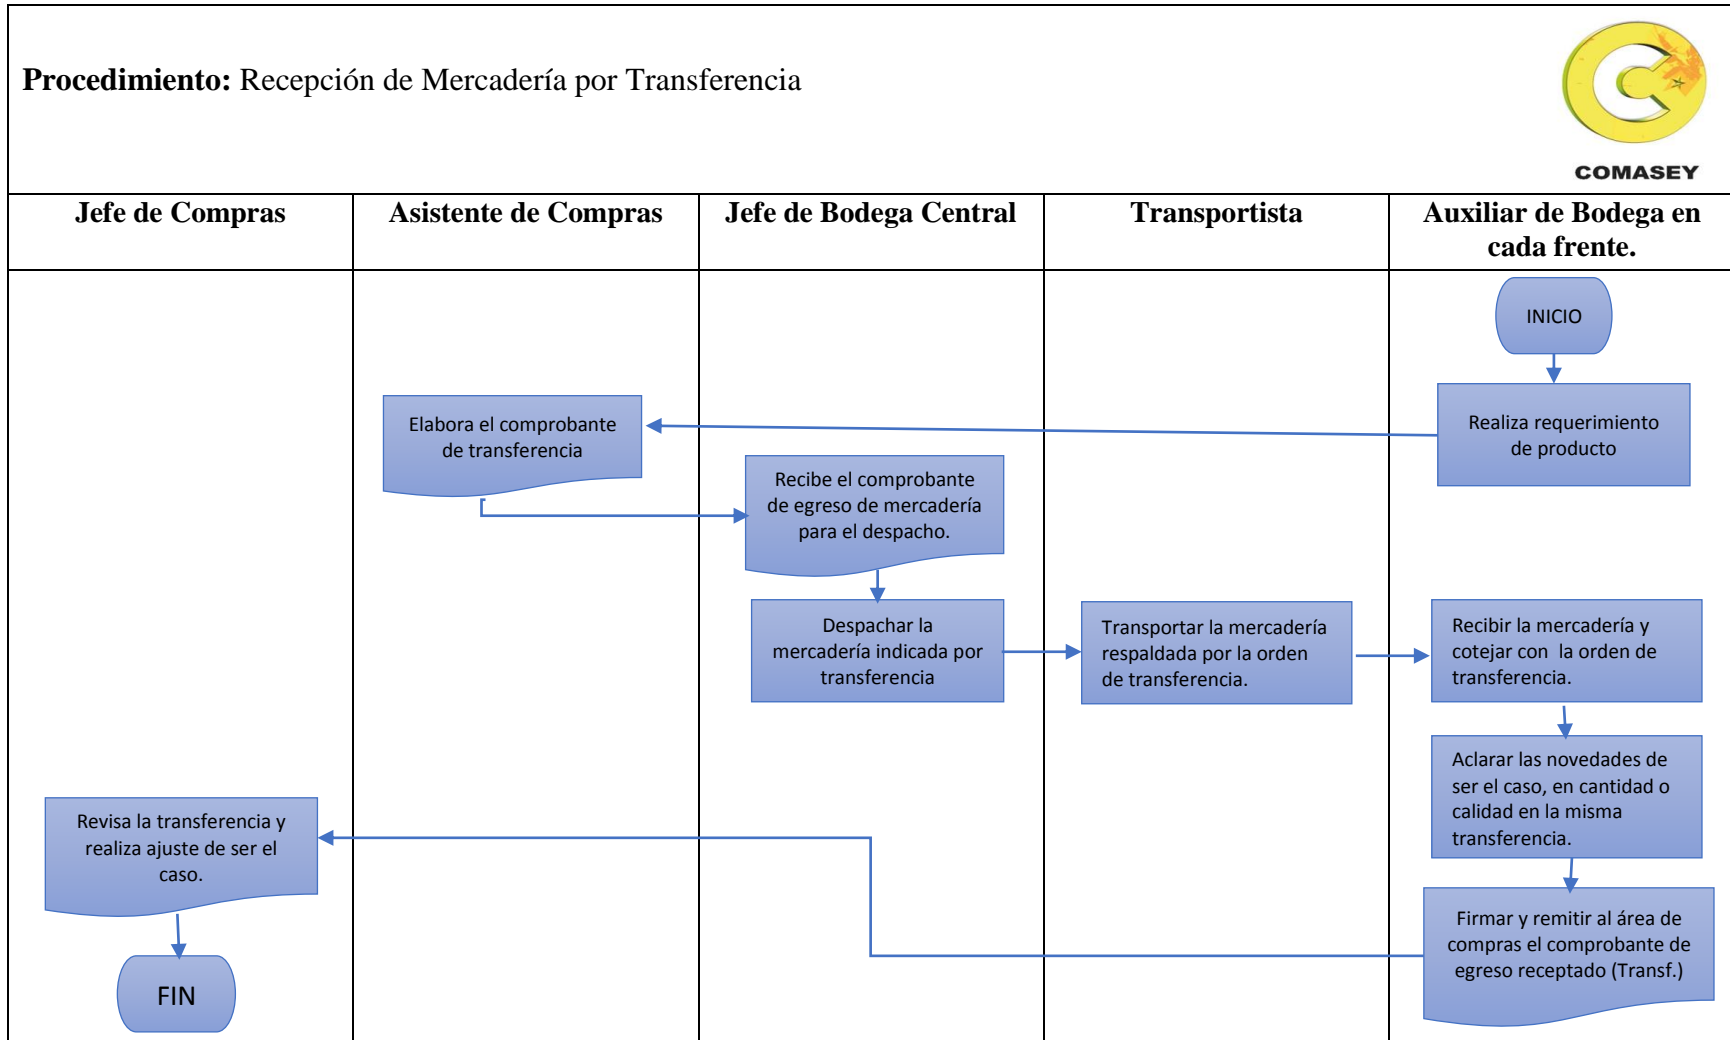 Procedimiento: Recepción de Mercadería por Transferencia
COMASEY
Jefe de Compras
Asistente de Compras
Jefe de Bodega Central
Transportista
Auxiliar de Bodega en
cada frente.
INICIO
Realiza requerimiento
de producto
Elabora el comprobante
de transferencia
Recibe el comprobante
de egreso de mercadería
para el despacho.
Despachar la
mercadería indicada por
transferencia
Transportar la mercadería
respaldada por la orden
de transferencia.
Recibir la mercadería y
cotejar con la orden de
transferencia.
Aclarar las novedades de
ser el caso, en cantidad o
calidad en la misma
transferencia.
Firmar y remitir al área de
compras el comprobante de
egreso receptado (Transf.)
Revisa la transferencia y
realiza ajuste de ser el
caso.
FIN